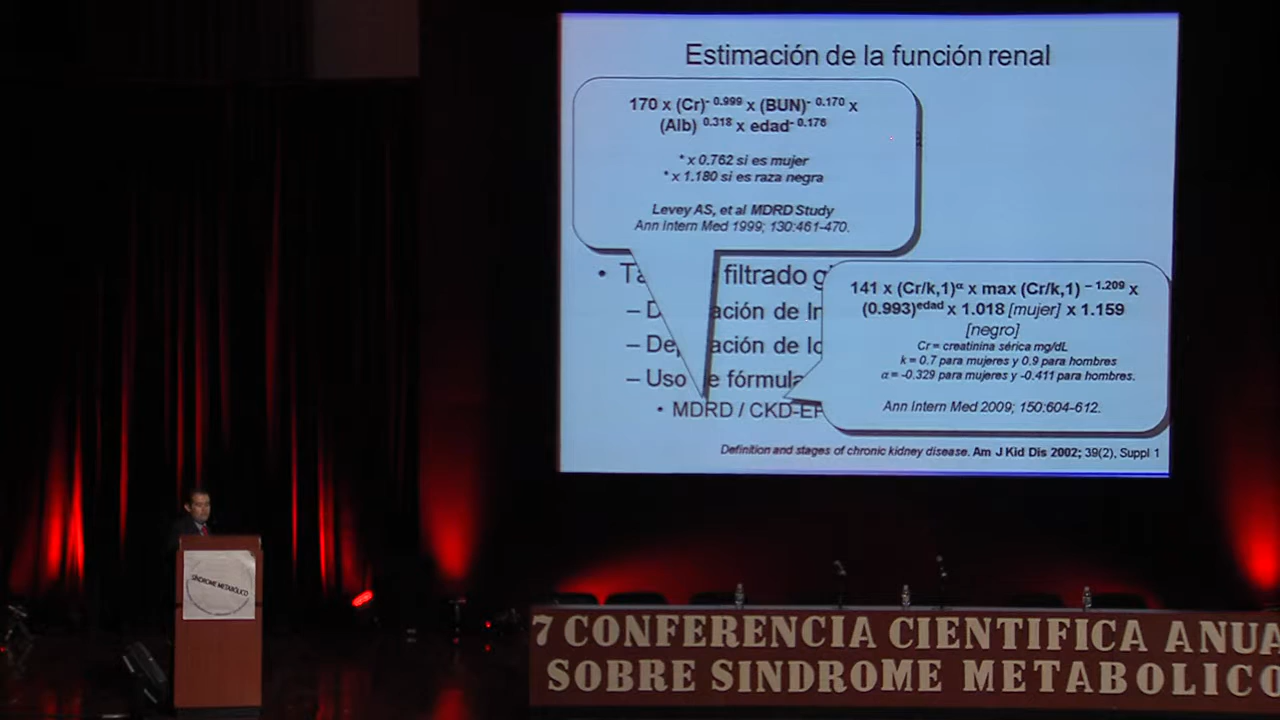 Estimación de la función renal
170 x (Cr)- 0.999 x (BUN)- 0.170 x
(Alb) 0.318 x edad- 0.176
* x 0.762 si es mujer
* x 1.180 si es raza negra
Levey AS, et al MDRD Study
Ann Intern Med 1999; 130:461-470.
• filtrado
141 x (Cr/k,1)α x max (Cr/k,1) – 1.209 x
(0.993)edad x 1.018 [mujer] x 1.159
[negro]
Cr = creatinina sérica mg/dL
k = 0.7 para mujeres y 0.9 para hombres
α = -0.329 para mujeres y -0.411 para hombres.
Ann Intern Med 2009; 150:604-612.
– Uso
• MDRD / CKD-EP
Definition and stages of chronic kidney disease. Am J Kid Dis 2002; 39(2), Suppl 1
SÍNDROME METABÓLICO
7 CONFERENCIA CIENTIFICA ANUA
SOBRE SINDROME METABOLICO